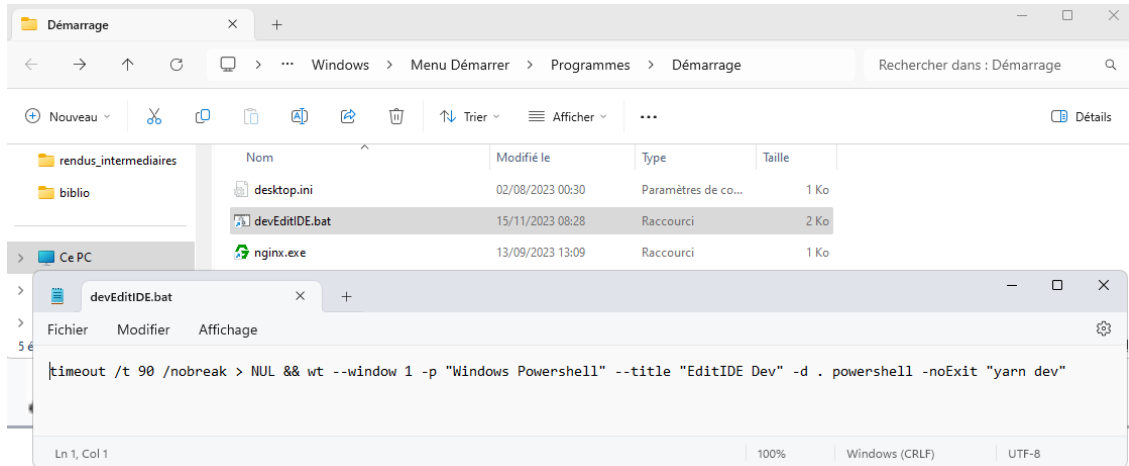 Démarrage
Windows > Menu Démarrer > Programmes > Démarrage
Rechercher dans : Démarrage
Nouveau
Trier
Afficher
Détails
rendus_intermediaires
biblio
Ce PC
Nom Modifié le Type Taille
desktop.ini 02/08/2023 00:30 Paramètres de co... 1 Ko
devEditIDE.bat 15/11/2023 08:28 Raccourci 2 Ko
nginx.exe 13/09/2023 13:09 Raccourci 1 Ko
devEditIDE.bat
Fichier Modifier Affichage
timeout /t 90 /nobreak > NUL && wt --window 1 -p "Windows Powershell" --title "EditIDE Dev" -d . powershell -noExit "yarn dev"
Ln 1, Col 1 100% Windows (CRLF) UTF-8